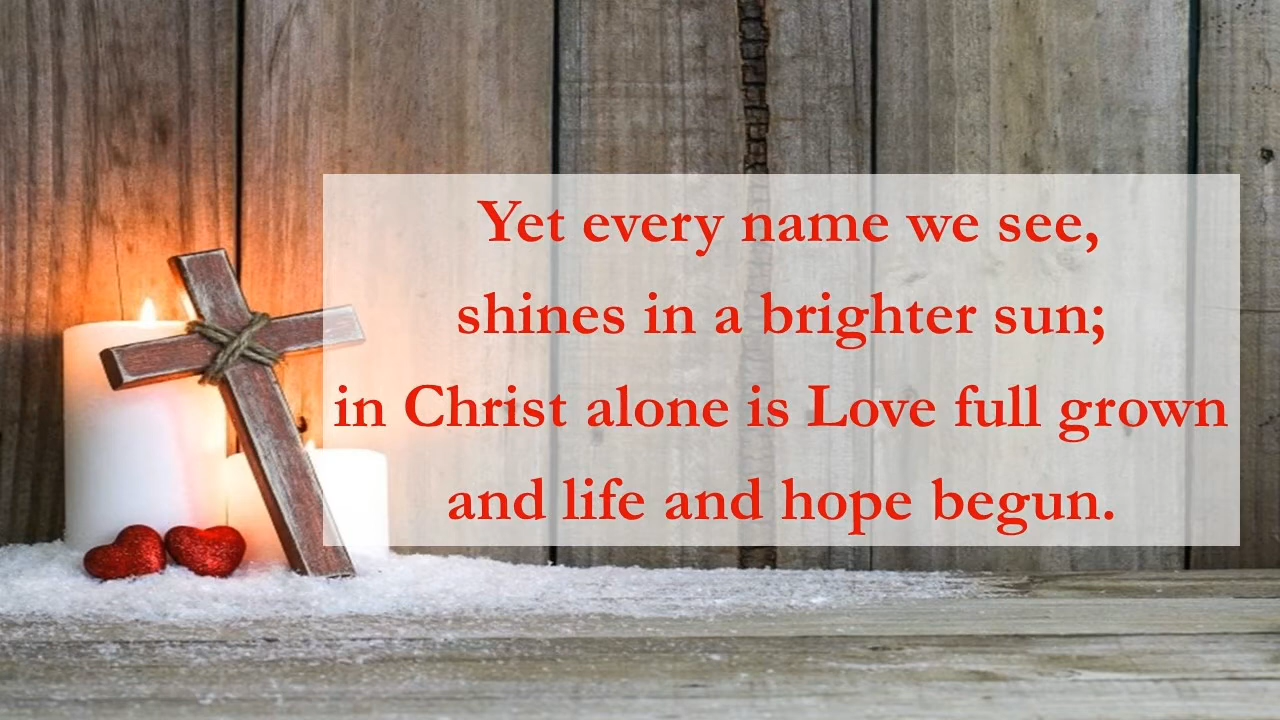 Yet every name we see,
shines in a brighter sun;
in Christ alone is Love full grown
and life and hope begun.